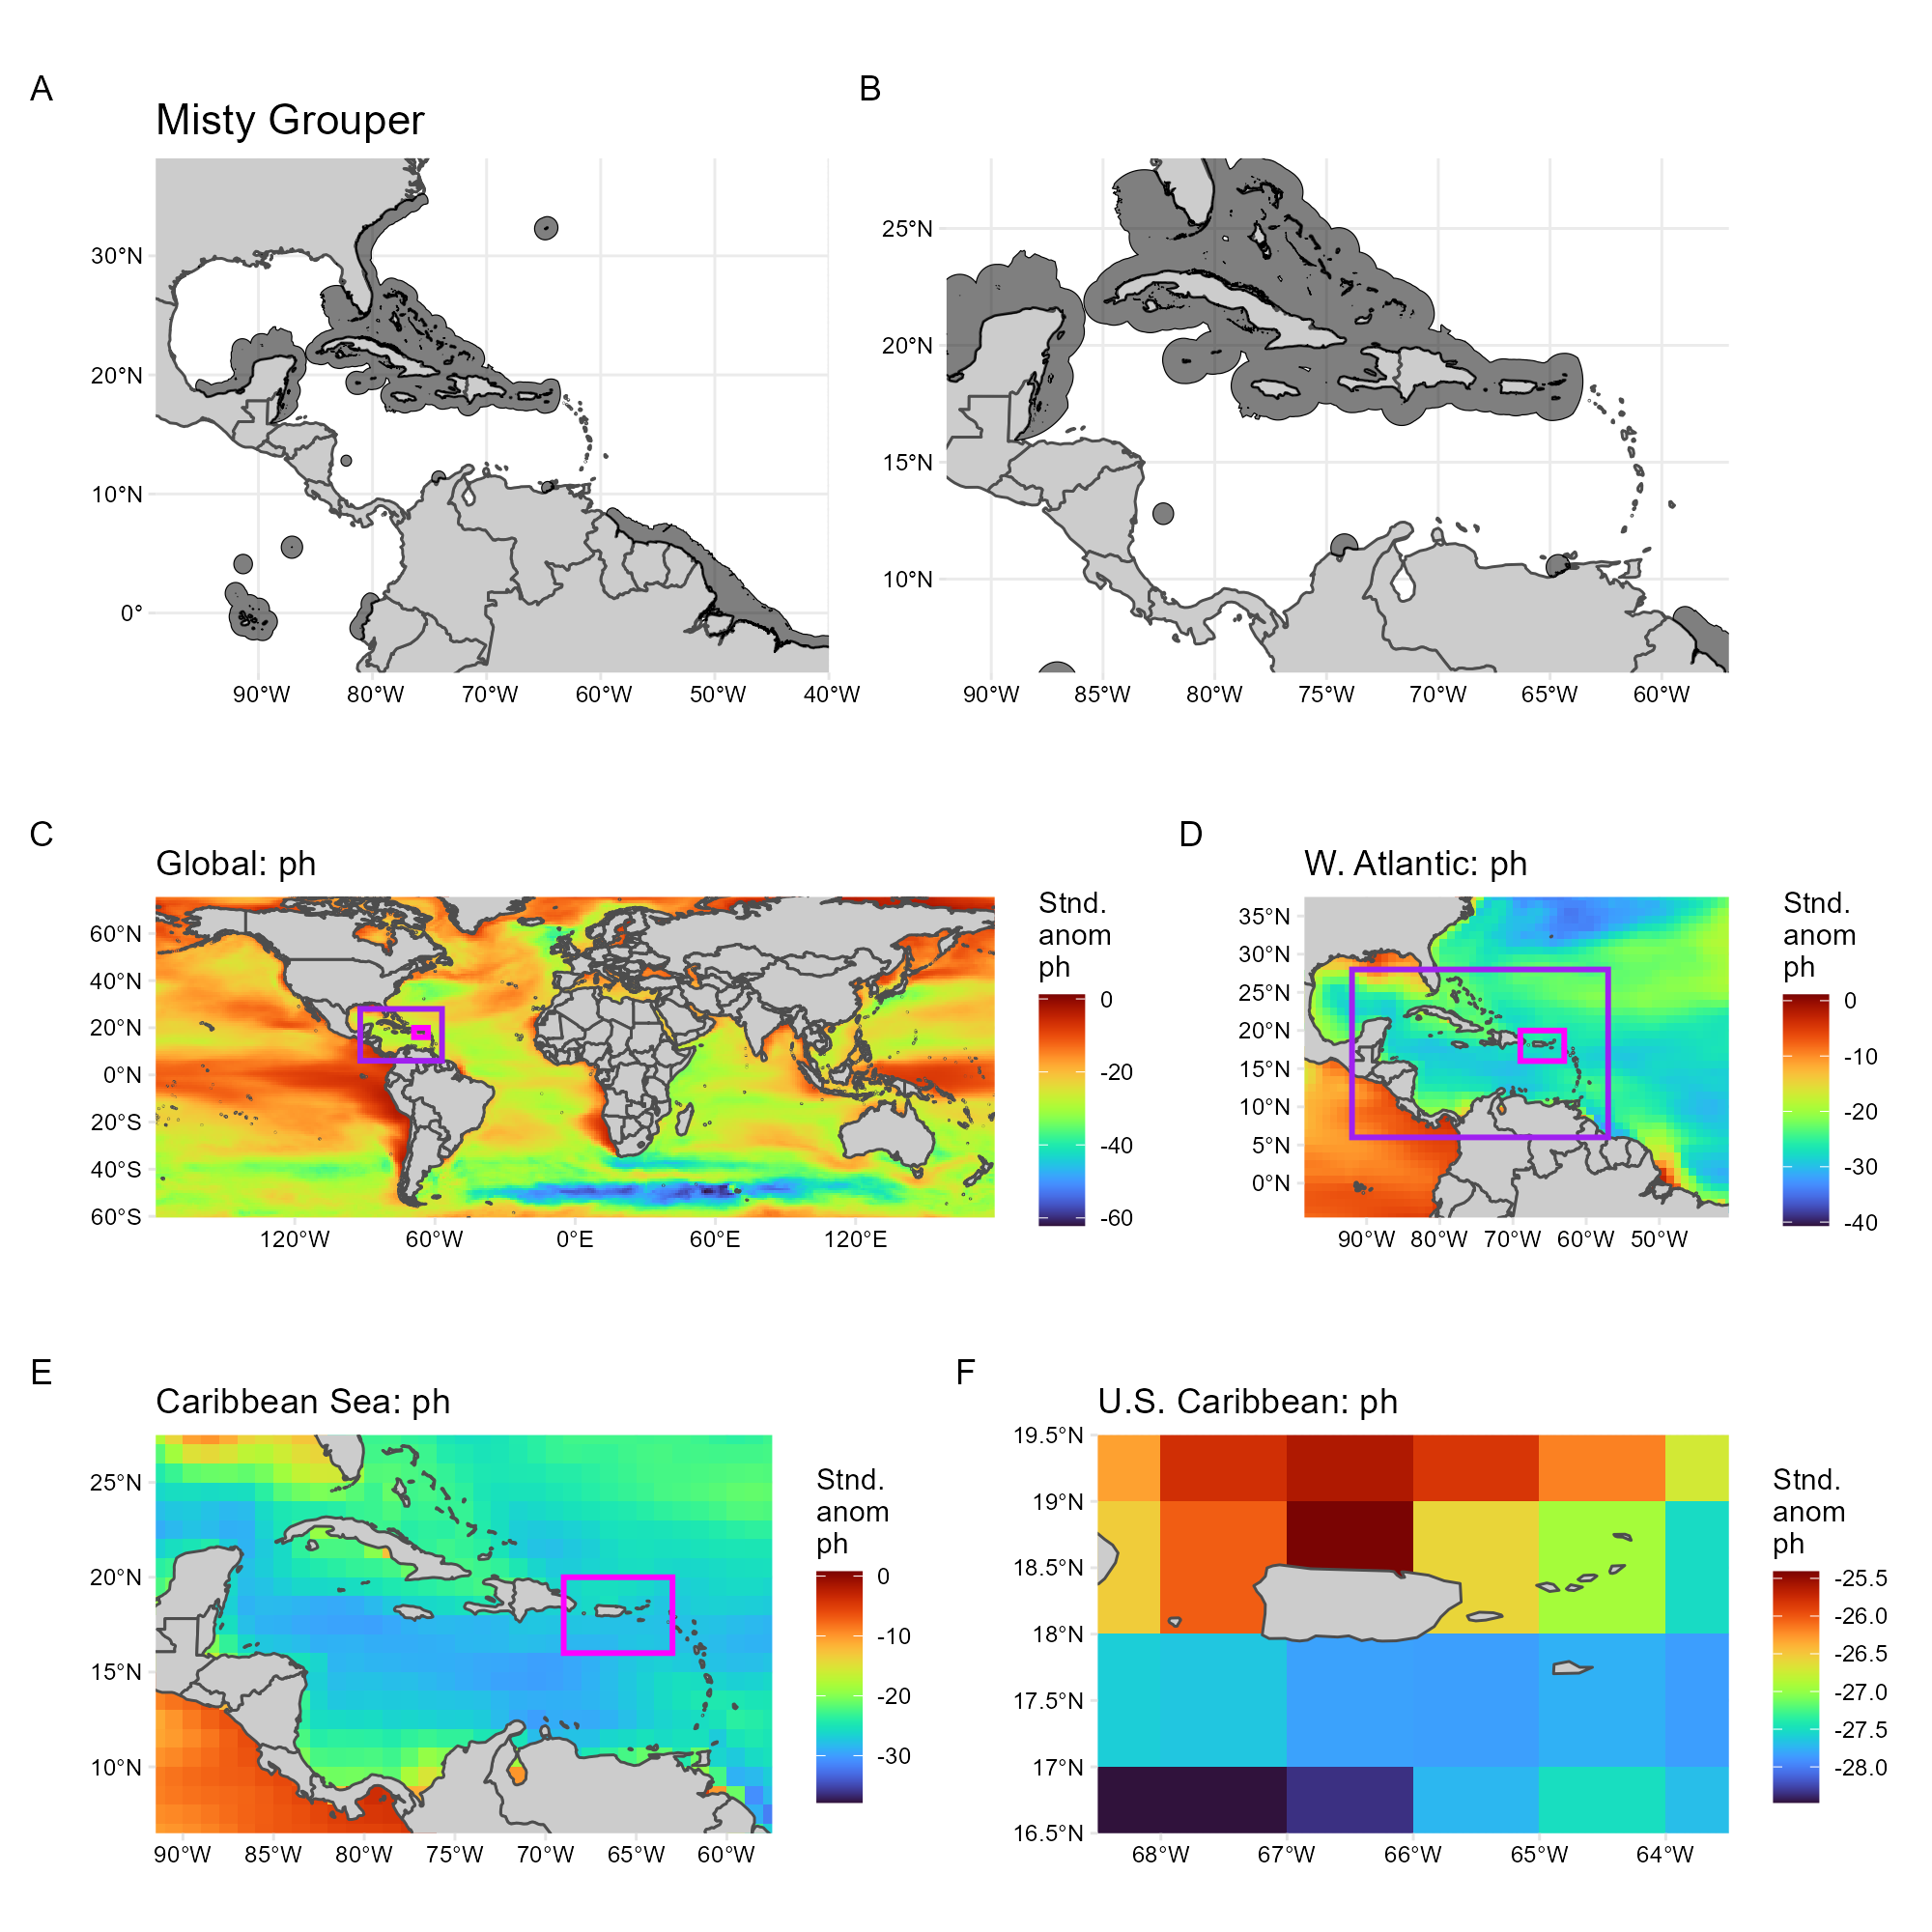 A
B
Misty Grouper
30°N
20°N
10°N
0°
90°W 80°W 70°W 60°W 50°W 40°W
25°N
20°N
15°N
10°N
90°W 85°W 80°W 75°W 70°W 65°W 60°W
C
Global: ph
60°N
40°N
20°N
0°N
20°S
40°S
60°S
120°W 60°W 0°E 60°E 120°E
Stnd.
anom
ph
0
-20
-40
-60
D
W. Atlantic: ph
35°N
30°N
25°N
20°N
15°N
10°N
5°N
0°N
90°W 80°W 70°W 60°W 50°W
Stnd.
anom
ph
0
-10
-20
-30
-40
E
Caribbean Sea: ph
25°N
20°N
15°N
10°N
90°W 85°W 80°W 75°W 70°W 65°W 60°W
Stnd.
anom
ph
0
-10
-20
-30
F
U.S. Caribbean: ph
19.5°N
19°N
18.5°N
18°N
17.5°N
17°N
16.5°N
68°W 67°W 66°W 65°W 64°W
Stnd.
anom
ph
-25.5
-26.0
-26.5
-27.0
-27.5
-28.0